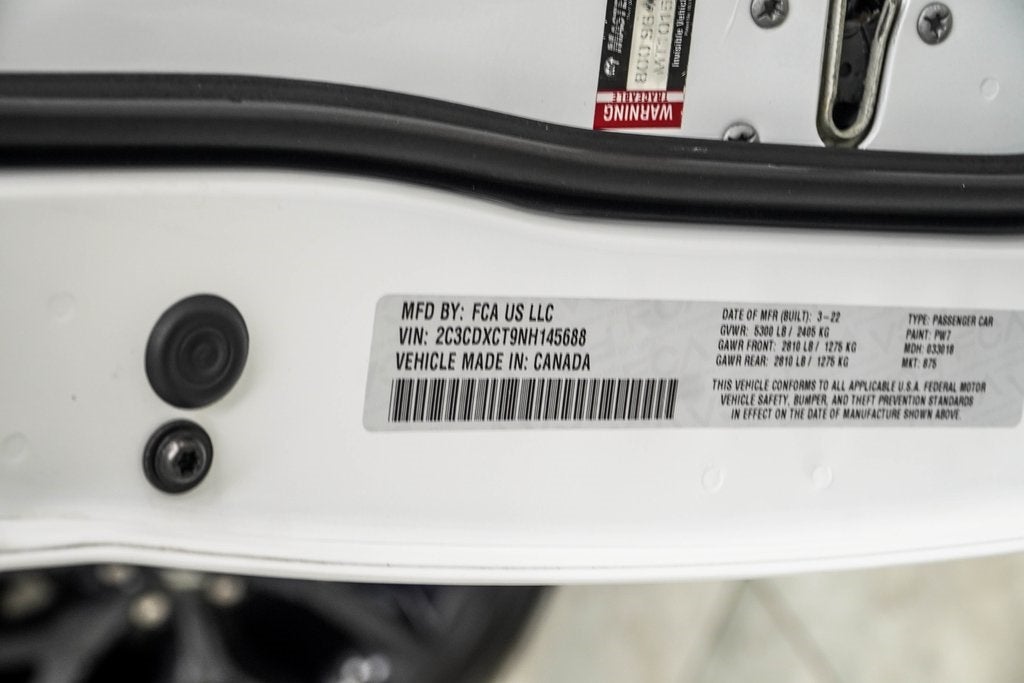 WARNING
TRACEABLE
MFD BY: FCA US LLC
VIN: 2C3CDXCT9NH145688
VEHICLE MADE IN: CANADA
DATE OF MFR (BUILT): 3-22
GVWR: 5300 LB / 2405 KG
GAWR FRONT: 2810 LB / 1275 KG
GAWR REAR: 2810 LB / 1275 KG
TYPE: PASSENGER CAR
PAINT: PW7
MDH: 033018
MKT: 875
THIS VEHICLE CONFORMS TO ALL APPLICABLE U.S.A. FEDERAL MOTOR
VEHICLE SAFETY, BUMPER, AND THEFT PREVENTION STANDARDS
IN EFFECT ON THE DATE OF MANUFACTURE SHOWN ABOVE.